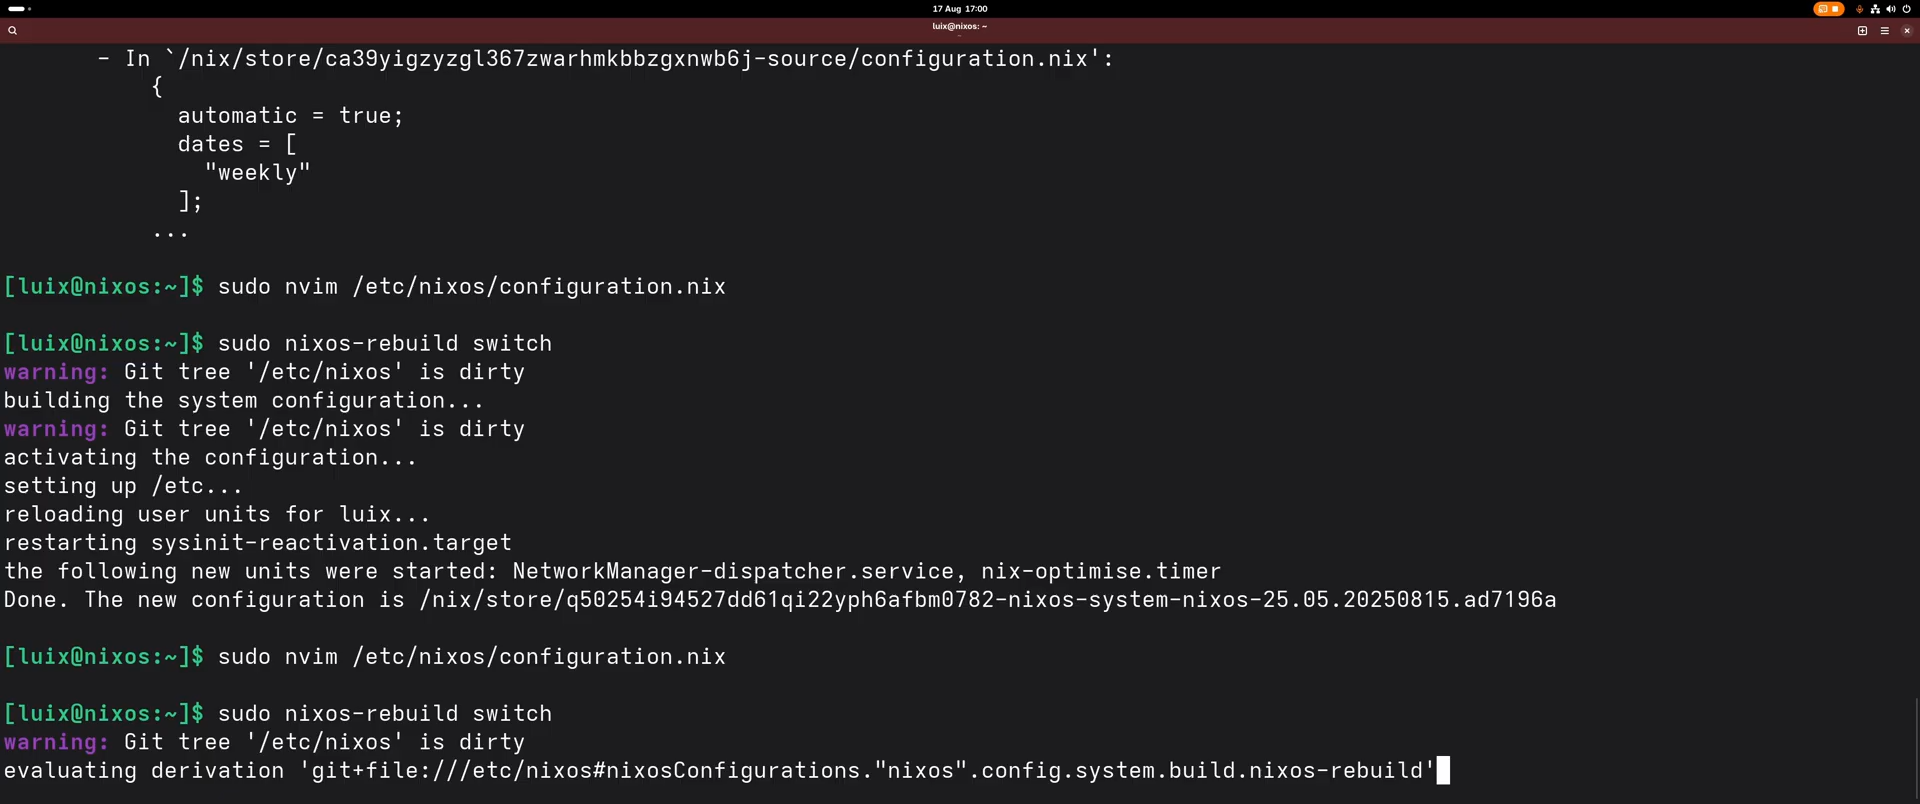 17 Aug 17:00
luix@nixos: ~
- In `/nix/store/ca39yigzyzgl367zwarhmkbbzgxnwb6j-source/configuration.nix':
{
automatic = true;
dates = [
"weekly"
];
...
[luix@nixos:~]$ sudo nvim /etc/nixos/configuration.nix
[luix@nixos:~]$ sudo nixos-rebuild switch
warning: Git tree '/etc/nixos' is dirty
building the system configuration...
warning: Git tree '/etc/nixos' is dirty
activating the configuration...
setting up /etc...
reloading user units for luix...
restarting sysinit-reactivation.target
the following new units were started: NetworkManager-dispatcher.service, nix-optimise.timer
Done. The new configuration is /nix/store/q50254i94527dd61qi22yph6afbm0782-nixos-system-nixos-25.05.20250815.ad7196a
[luix@nixos:~]$ sudo nvim /etc/nixos/configuration.nix
[luix@nixos:~]$ sudo nixos-rebuild switch
warning: Git tree '/etc/nixos' is dirty
evaluating derivation 'git+file:///etc/nixos#nixosConfigurations."nixos".config.system.build.nixos-rebuild'